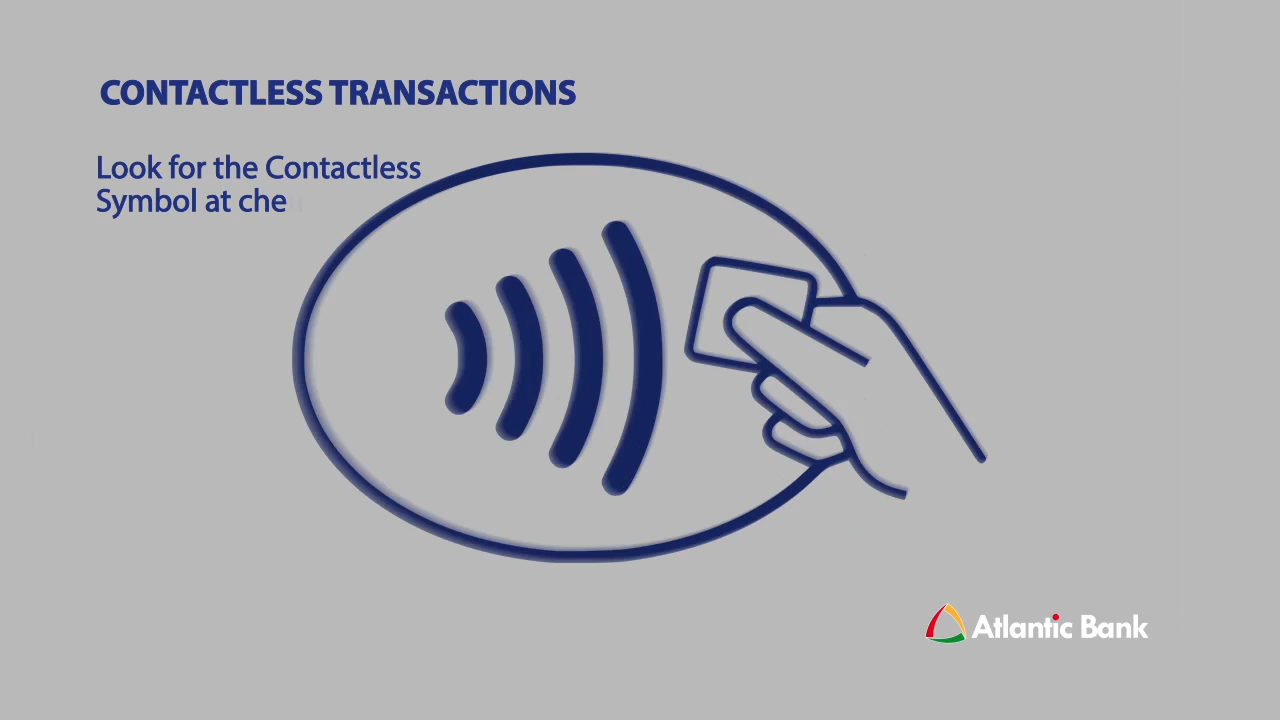 CONTACTLESS TRANSACTIONS
Look for the Contactless
Symbol at che
Atlantic Bank